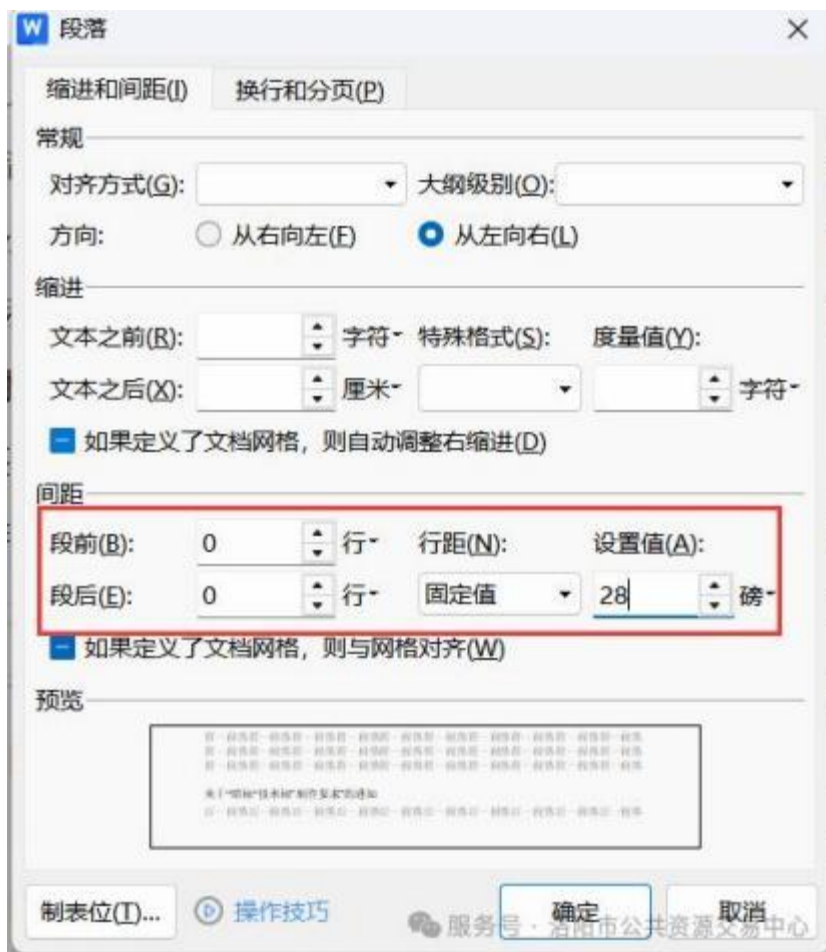 W 段落
缩进和间距(I) 换行和分页(P)
常规
对齐方式(G): 大纲级别(O):
方向: 从右向左(F) 从左向右(L)
缩进
文本之前(R): 字符 特殊格式(S): 度量值(Y):
文本之后(X): 厘米 字符
如果定义了文档网格，则自动调整右缩进(D)
间距
段前(B): 0 行 行距(N): 设置值(A):
段后(E): 0 行 固定值 28 磅
如果定义了文档网格，则与网格对齐(W)
预览
制表位(T)... 操作技巧 确定 取消
服务号·洛阳市公共资源交易中心